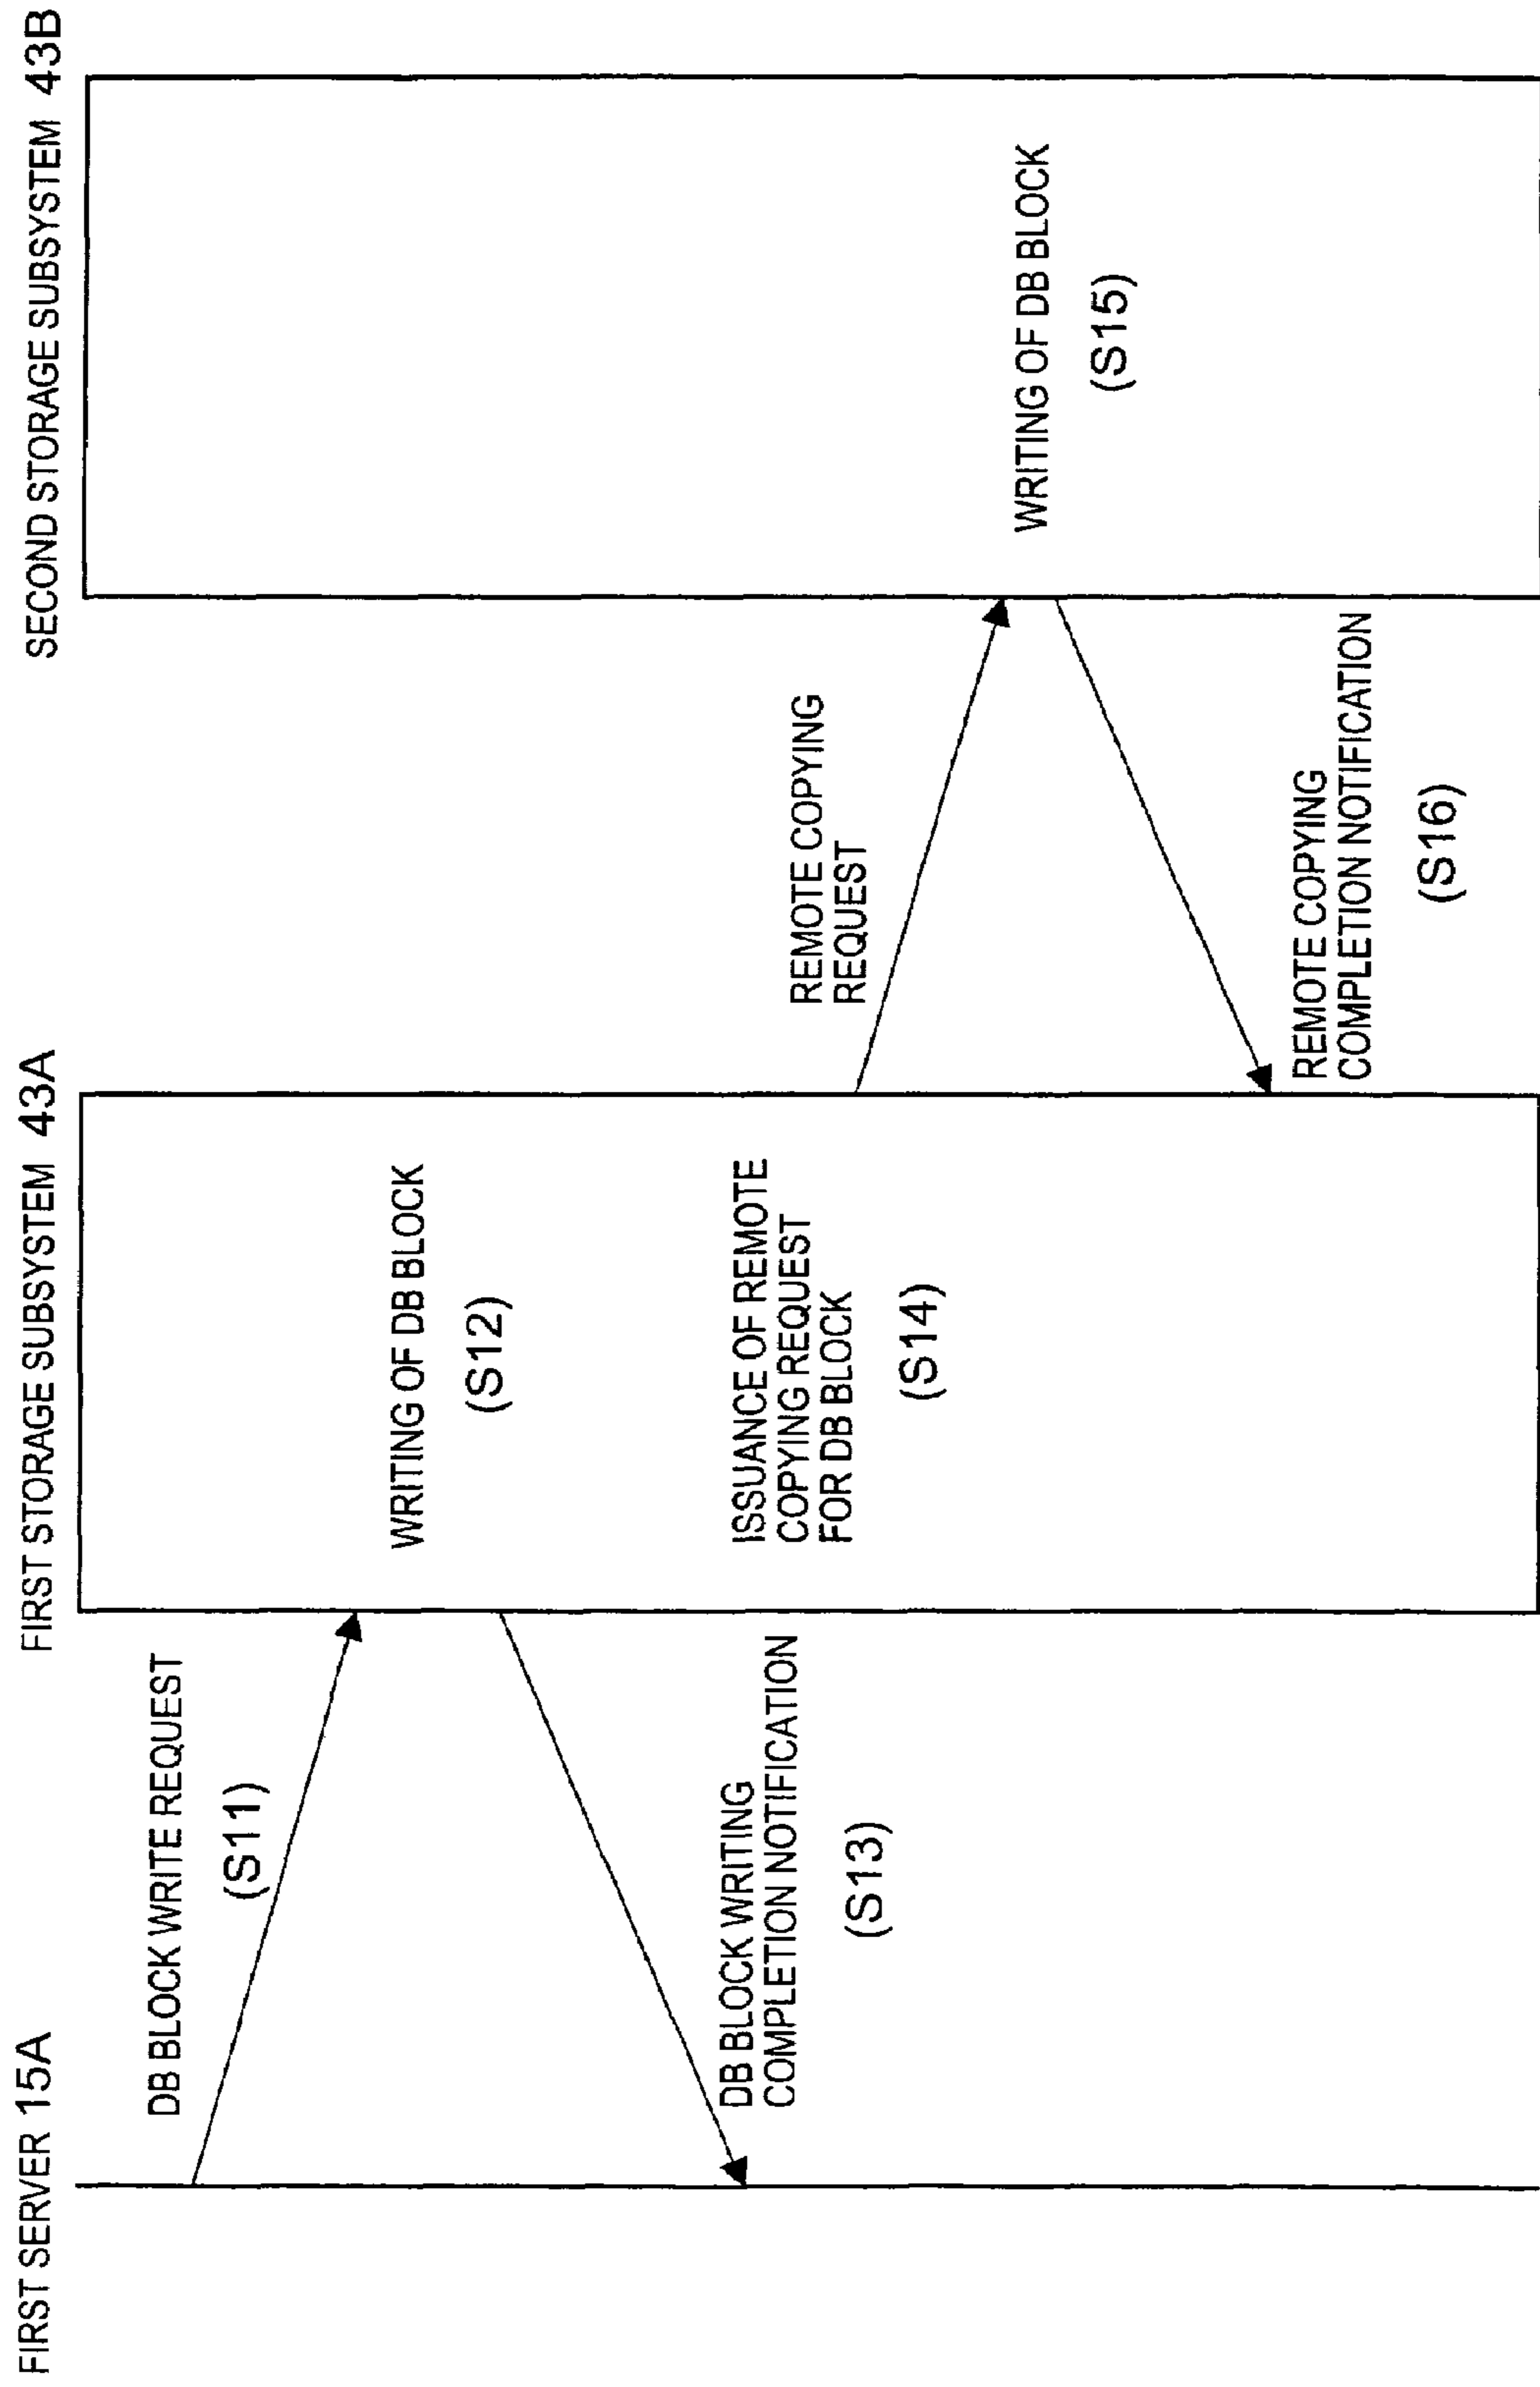 FIRST SERVER 15A
FIRST STORAGE SUBSYSTEM 43A
SECOND STORAGE SUBSYSTEM 43B
DB BLOCK WRITE REQUEST
(S11)
WRITING OF DB BLOCK
(S12)
DB BLOCK WRITING
COMPLETION NOTIFICATION
(S13)
ISSUANCE OF REMOTE
COPYING REQUEST
FOR DB BLOCK
(S14)
REMOTE COPYING
REQUEST
WRITING OF DB BLOCK
(S15)
REMOTE COPYING
COMPLETION NOTIFICATION
(S16)